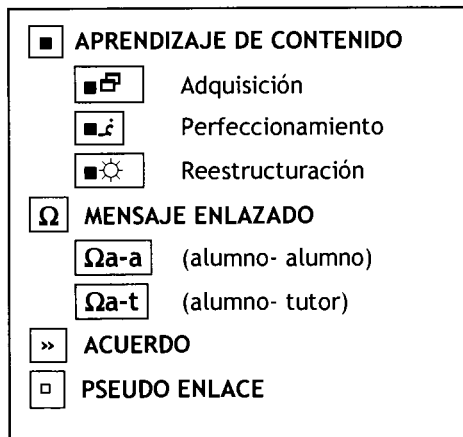 ■ APRENDIZAJE DE CONTENIDO
■🗗 Adquisición
■ Perfeccionamiento
■☼ Reestructuración
Ω MENSAJE ENLAZADO
Ωa-a (alumno- alumno)
Ωa-t (alumno- tutor)
» ACUERDO
▫ PSEUDO ENLACE